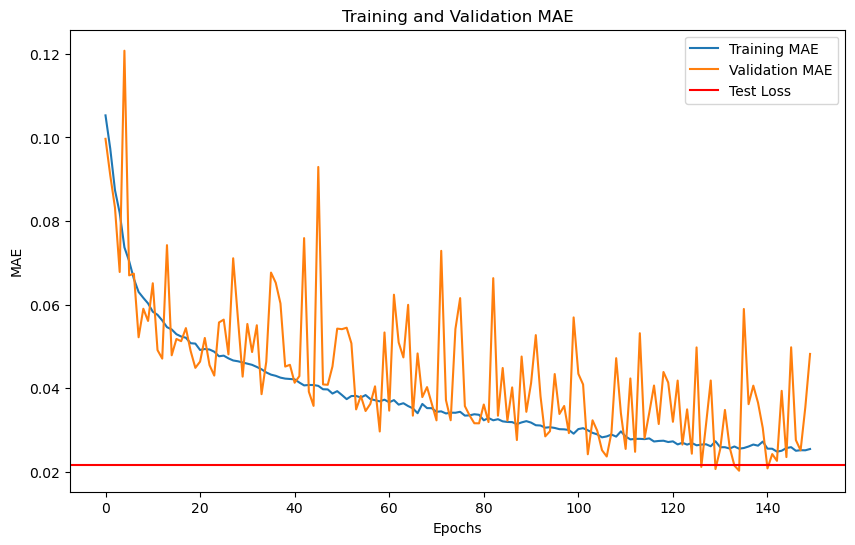 Training and Validation MAE
Training MAE
Validation MAE
Test Loss
MAE
0.12
0.10
0.08
0.06
0.04
0.02
0 20 40 60 80 100 120 140
Epochs